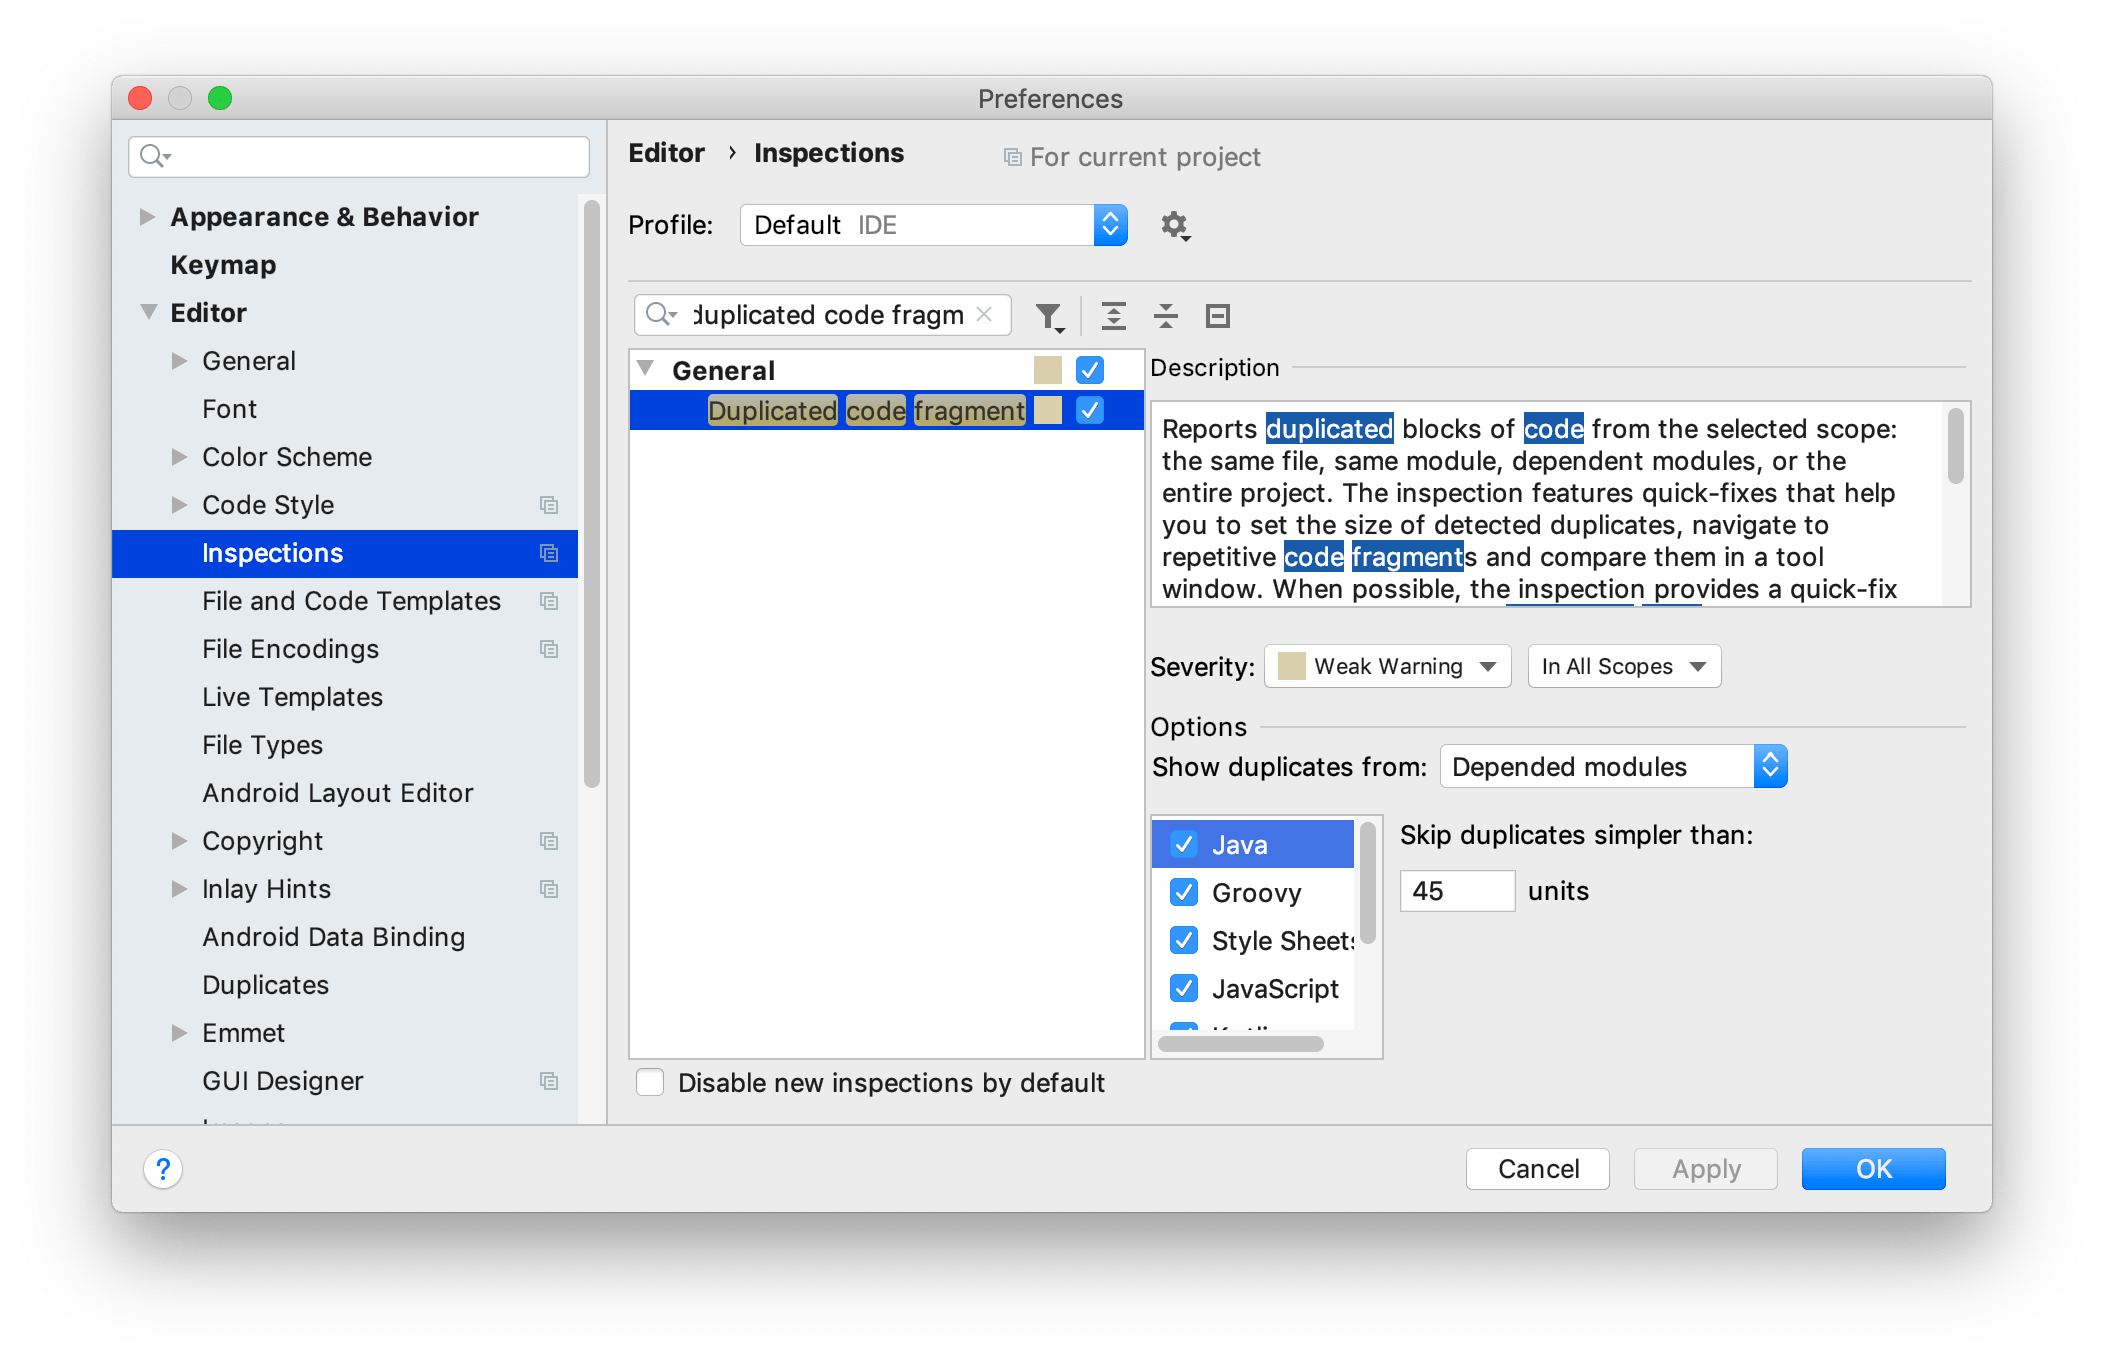 Preferences
Appearance & Behavior
Keymap
Editor
General
Font
Color Scheme
Code Style
Inspections
File and Code Templates
File Encodings
Live Templates
File Types
Android Layout Editor
Copyright
Inlay Hints
Android Data Binding
Duplicates
Emmet
GUI Designer
Editor › Inspections
For current project
Profile: Default IDE
duplicated code fragm
General
Duplicated code fragment
Disable new inspections by default
Description
Reports duplicated blocks of code from the selected scope:
the same file, same module, dependent modules, or the
entire project. The inspection features quick-fixes that help
you to set the size of detected duplicates, navigate to
repetitive code fragments and compare them in a tool
window. When possible, the inspection provides a quick-fix
Severity: Weak Warning In All Scopes
Options
Show duplicates from: Depended modules
Java
Groovy
Style Sheets
JavaScript
Skip duplicates simpler than:
45 units
?
Cancel
Apply
OK